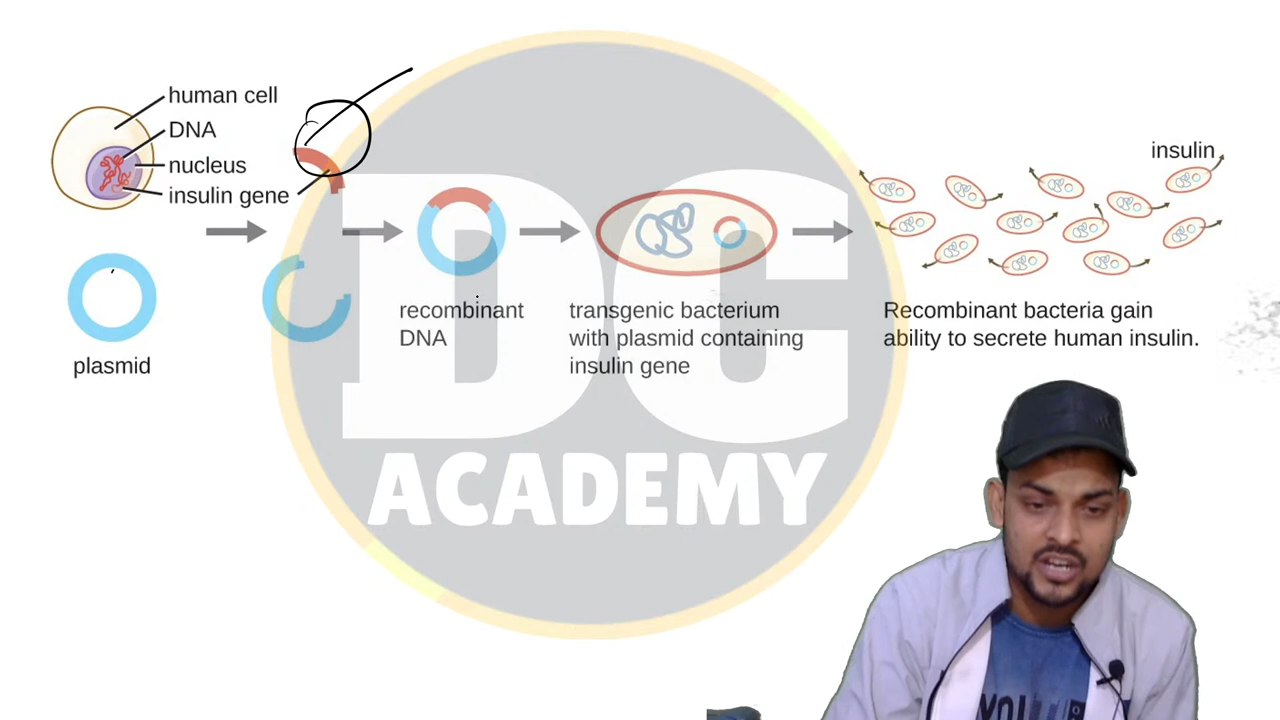 human cell
DNA
nucleus
insulin gene
insulin
plasmid
recombinant
DNA
transgenic bacterium
with plasmid containing
insulin gene
Recombinant bacteria gain
ability to secrete human insulin.
DC
ACADEMY